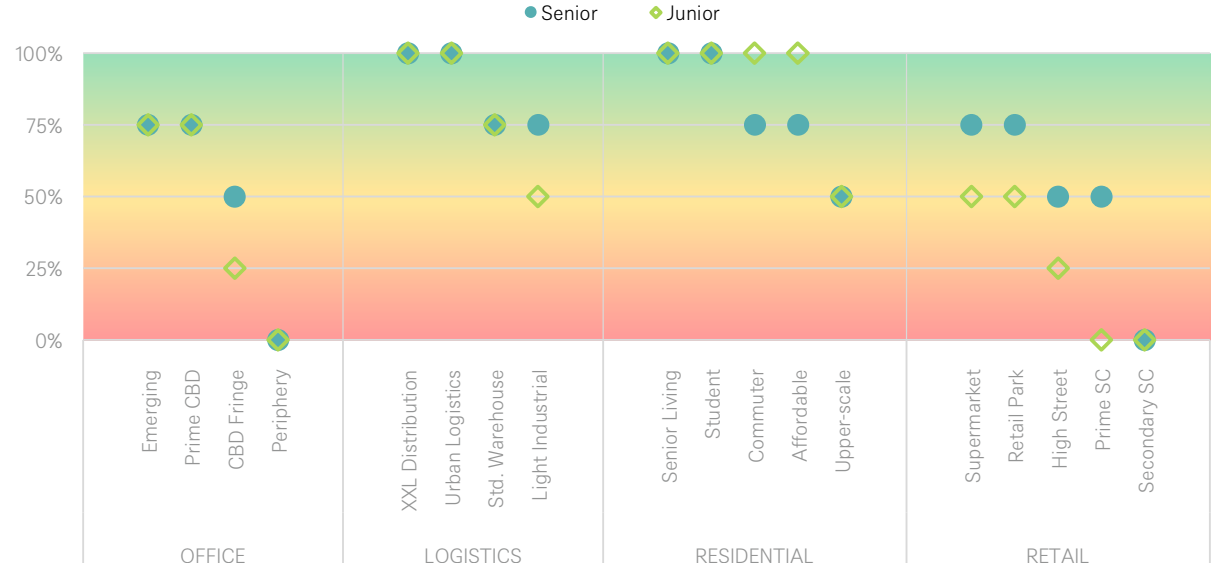 Senior Junior
100%
75%
50%
25%
0%
Emerging
Prime CBD
CBD Fringe
Periphery
XXL Distribution
Urban Logistics
Std. Warehouse
Light Industrial
Senior Living
Student
Commuter
Affordable
Upper-scale
Supermarket
Retail Park
High Street
Prime SC
Secondary SC
OFFICE LOGISTICS RESIDENTIAL RETAIL